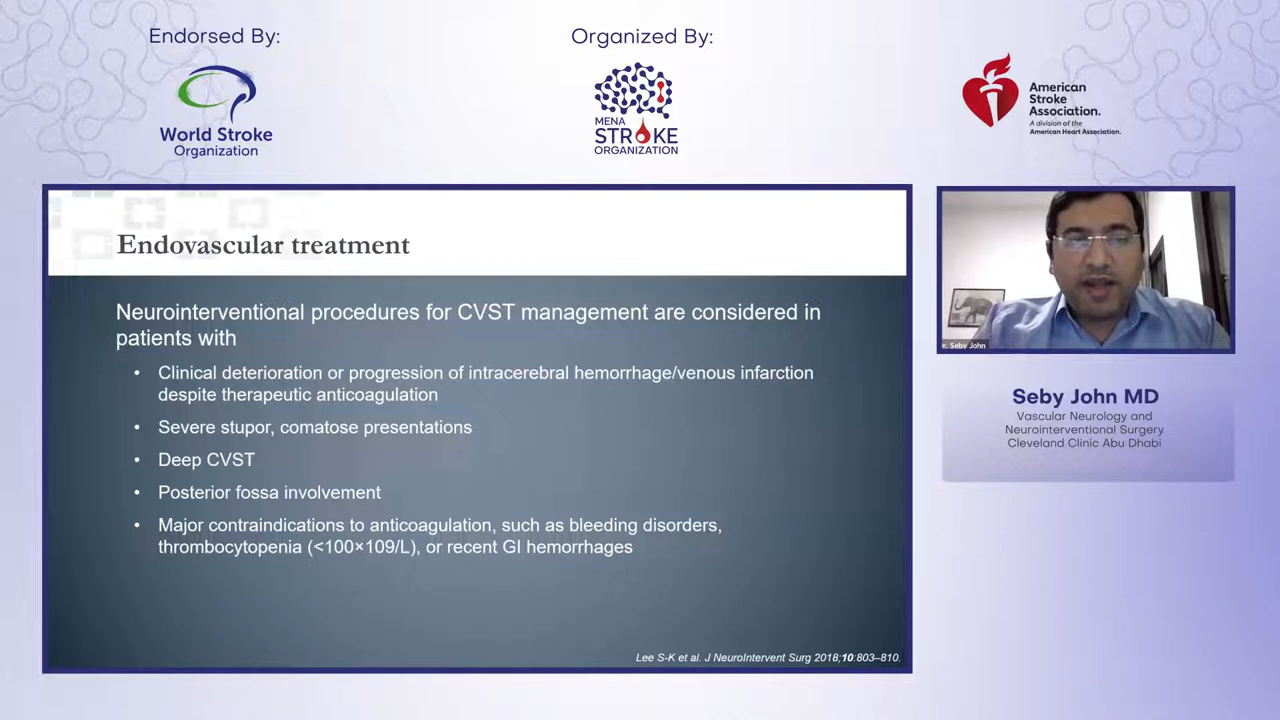 Endorsed By:
World Stroke
Organization
Organized By:
MENA
STROKE
ORGANIZATION
American
Stroke
Association.
A division of the
American Heart Association.
Endovascular treatment
Neurointerventional procedures for CVST management are considered in
patients with
• Clinical deterioration or progression of intracerebral hemorrhage/venous infarction
despite therapeutic anticoagulation
• Severe stupor, comatose presentations
• Deep CVST
• Posterior fossa involvement
• Major contraindications to anticoagulation, such as bleeding disorders,
thrombocytopenia (<100×109/L), or recent GI hemorrhages
Lee S-K et al. J NeuroIntervent Surg 2018;10:803–810.
r. Seby John
Seby John MD
Vascular Neurology and
Neurointerventional Surgery
Cleveland Clinic Abu Dhabi